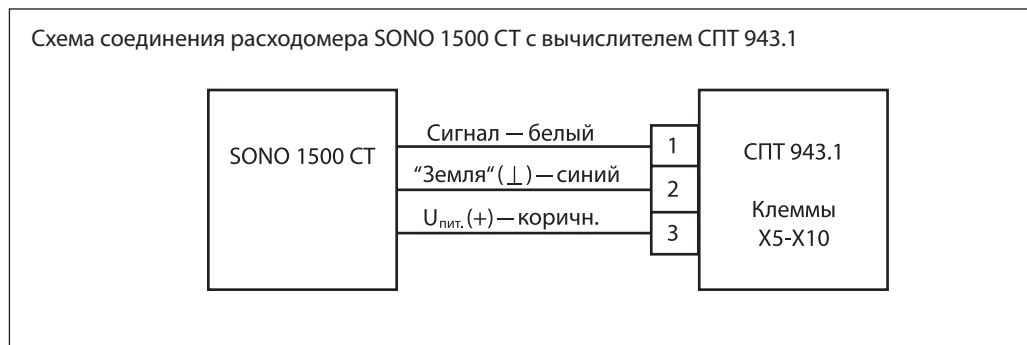 Схема соединения расходомера SONO 1500 CT с вычислителем СПТ 943.1
SONO 1500 CT
Сигнал — белый
“Земля“ (⊥) — синий
Uпит. (+) — коричн.
1
2
3
СПТ 943.1
Клеммы
X5-X10